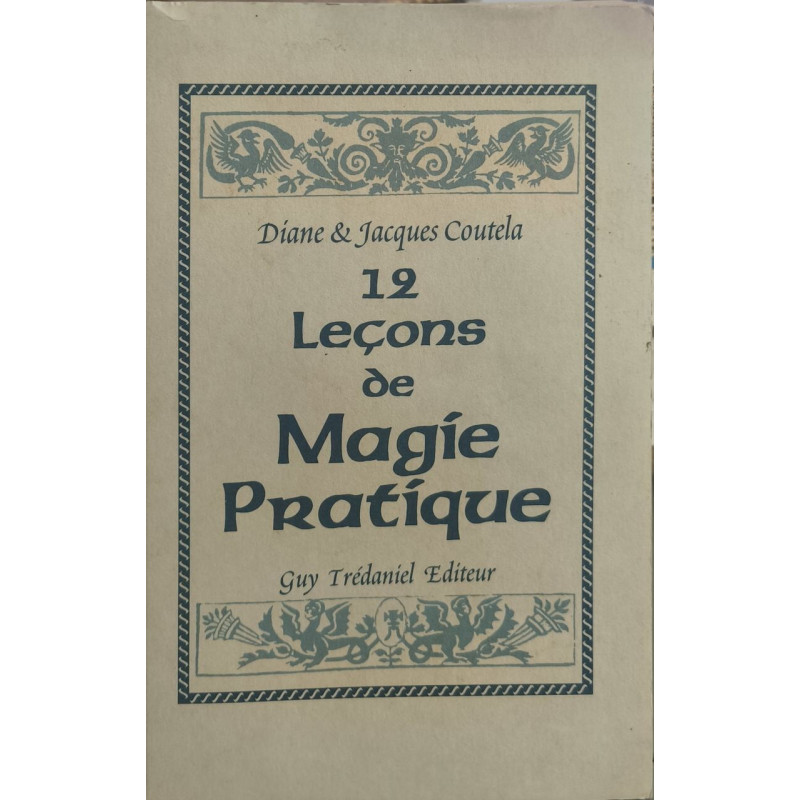 Diane & Jacques Coutela
12
Leçons
de
Magie
Pratique
Guy Trédaniel Editeur